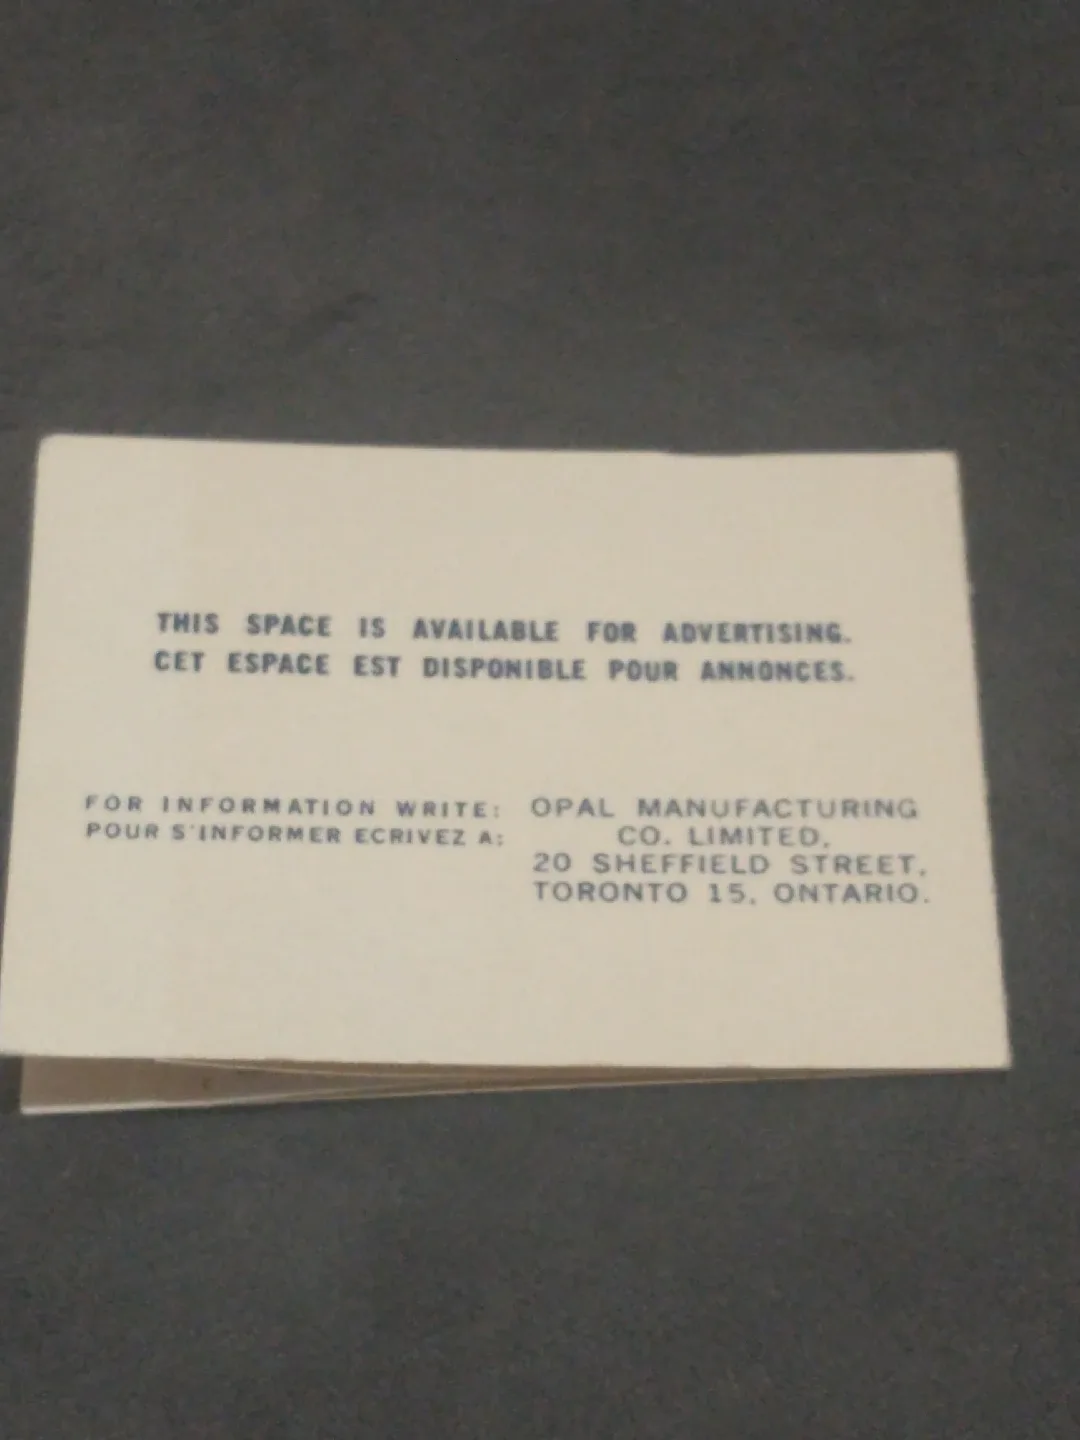 THIS SPACE IS AVAILABLE FOR ADVERTISING.
CET ESPACE EST DISPONIBLE POUR ANNONCES.
FOR INFORMATION WRITE:
POUR S'INFORMER ECRIVEZ A:
OPAL MANUFACTURING
CO. LIMITED,
20 SHEFFIELD STREET,
TORONTO 15, ONTARIO.